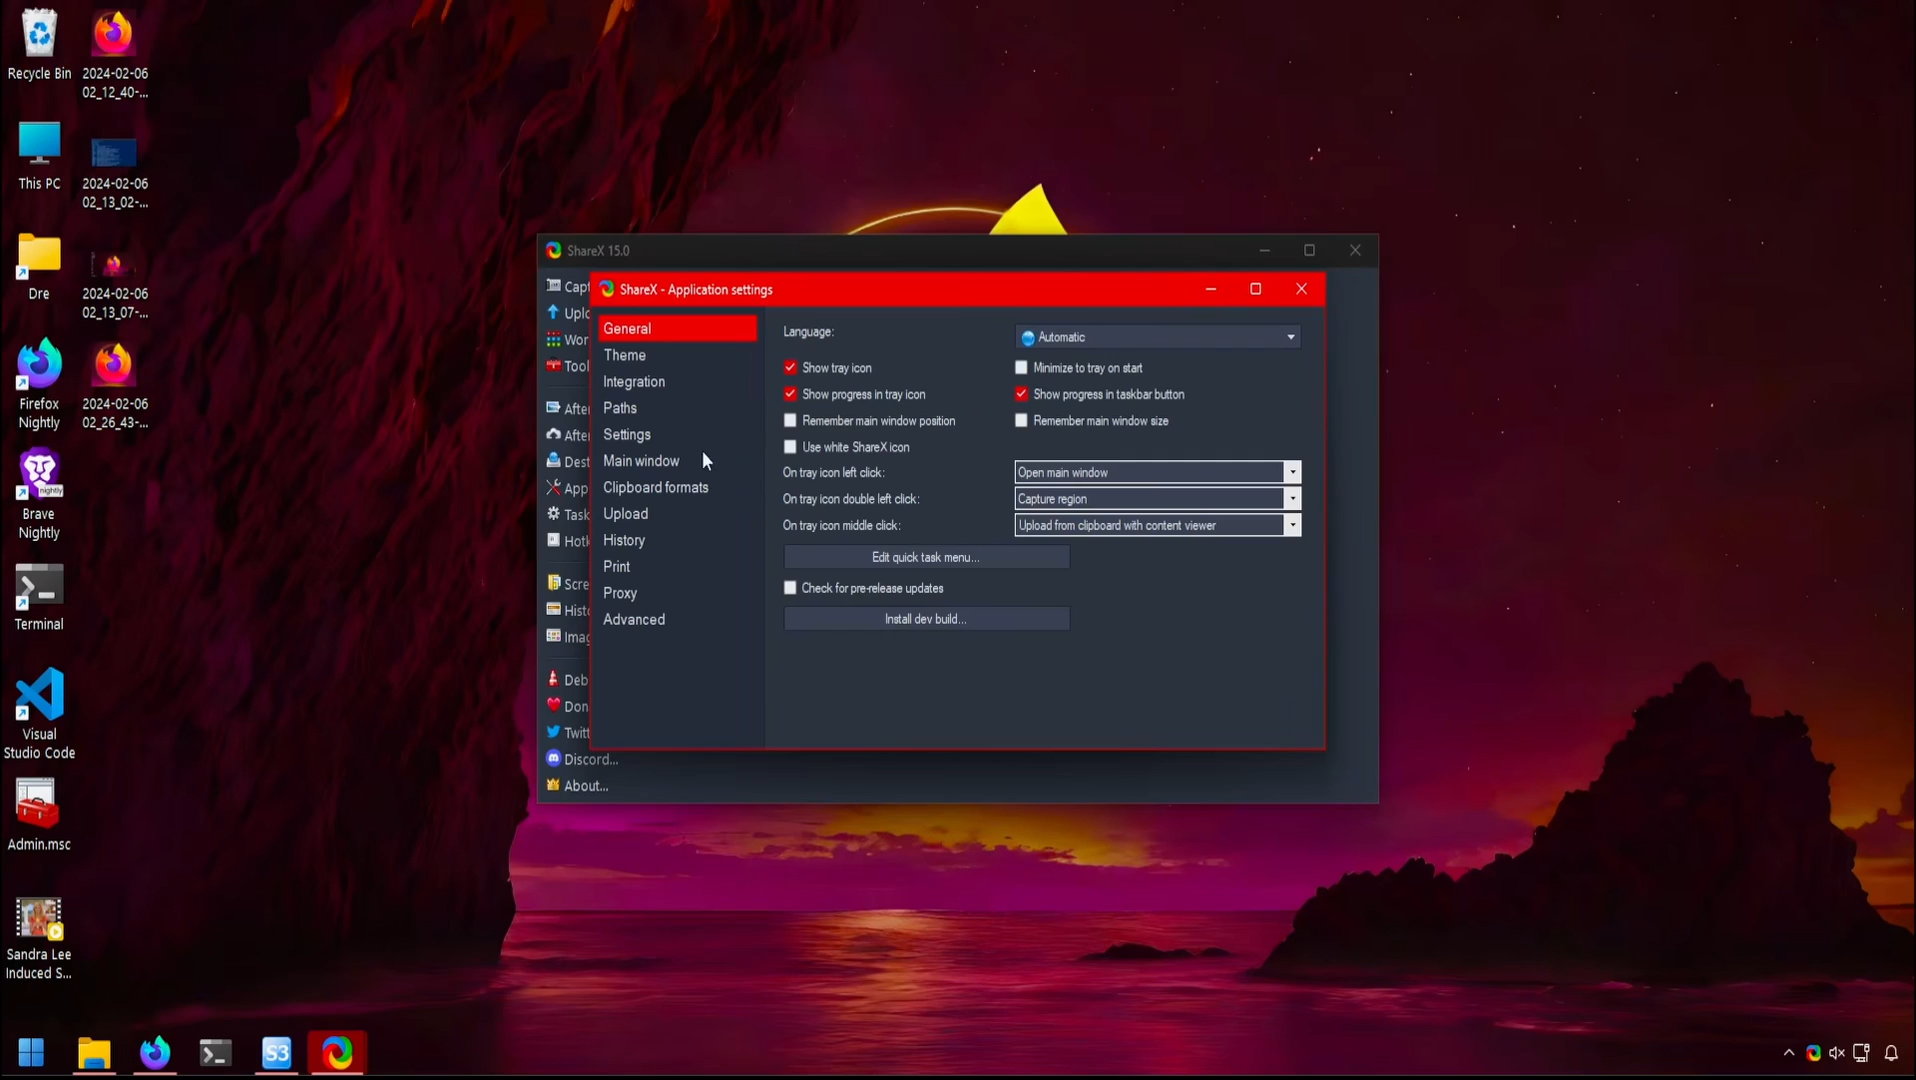 Recycle Bin
2024-02-06
02_12_40-...
This PC
2024-02-06
02_13_02-...
Dre
2024-02-06
02_13_07-...
Firefox
Nightly
2024-02-06
02_26_43-...
nightly
Brave
Nightly
Terminal
Visual
Studio Code
Admin.msc
Sandra Lee
Induced S...
ShareX 15.0
Capt
Uplo
Wor
Tool
Afte
Afte
Dest
App
Task
Hotk
Scre
Histo
Imag
Deb
Don
Twitt
Discord...
About...
ShareX - Application settings
General
Theme
Integration
Paths
Settings
Main window
Clipboard formats
Upload
History
Print
Proxy
Advanced
Language:
Automatic
Show tray icon
Minimize to tray on start
Show progress in tray icon
Show progress in taskbar button
Remember main window position
Remember main window size
Use white ShareX icon
On tray icon left click:
Open main window
On tray icon double left click:
Capture region
On tray icon middle click:
Upload from clipboard with content viewer
Edit quick task menu...
Check for pre-release updates
Install dev build...
S3